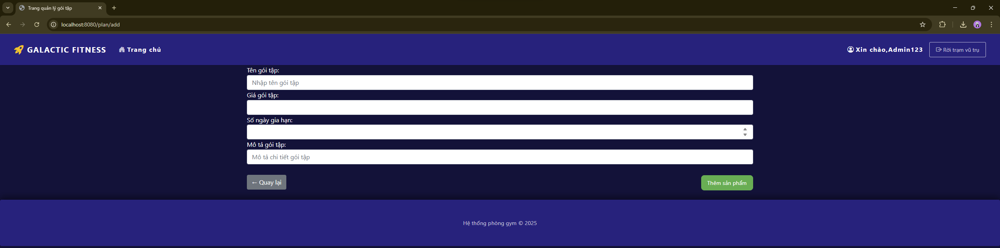 Trang quản lý gói tập
localhost:8080/plan/add
GALACTIC FITNESS Trang chủ Xin chào,Admin123 Rời trạm vũ trụ
Tên gói tập:
Nhập tên gói tập
Giá gói tập:
Số ngày gia hạn:
Mô tả gói tập:
Mô tả chi tiết gói tập
← Quay lại Thêm sản phẩm
Hệ thống phòng gym © 2025